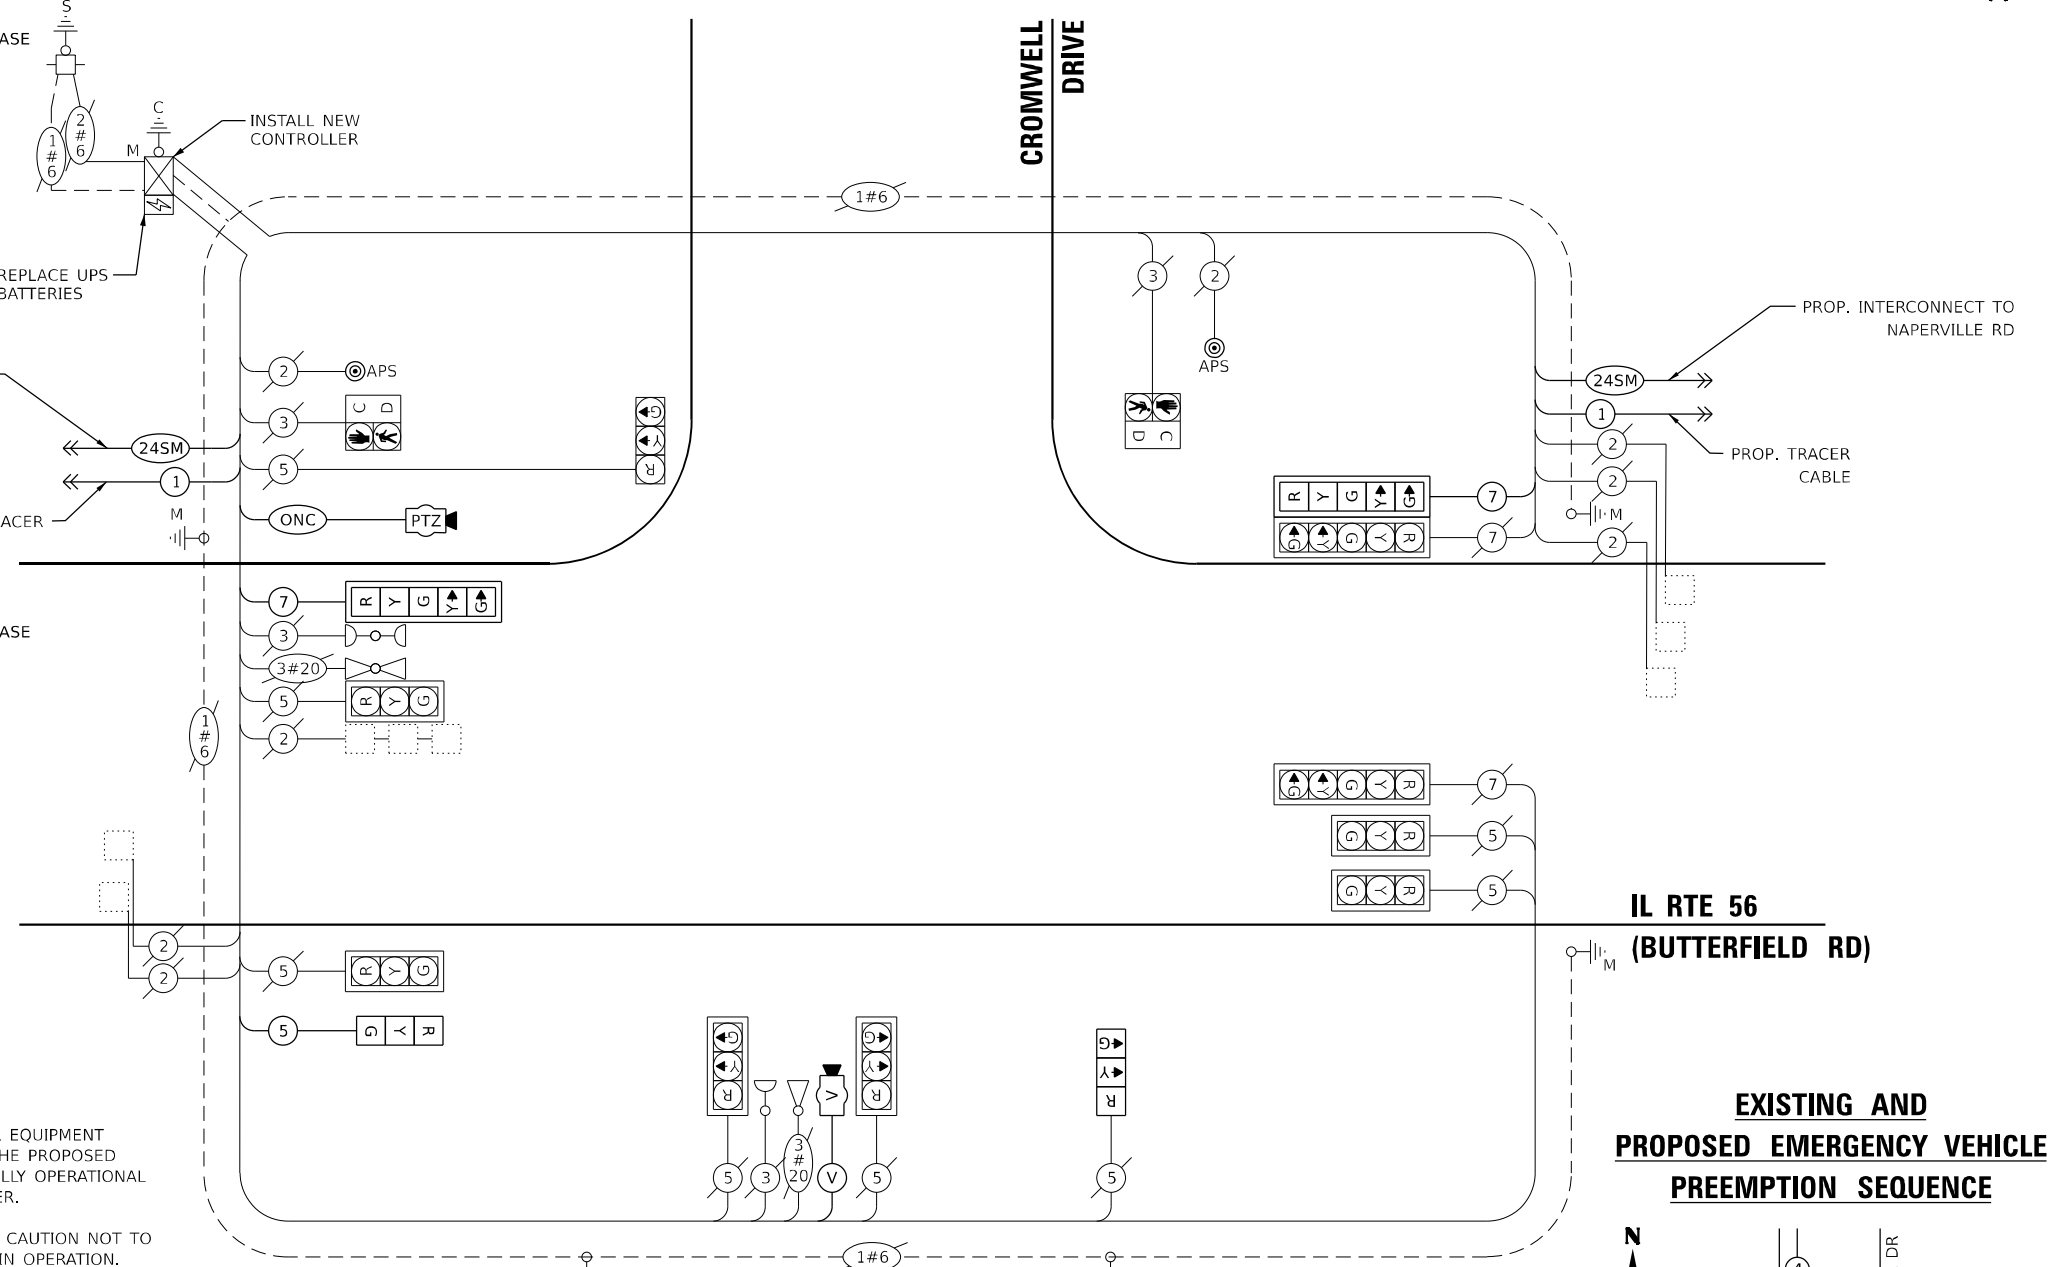 S
ASE
2
#
6
1
#
6
C
M
INSTALL NEW
CONTROLLER
REPLACE UPS
BATTERIES
CROMWELL
DRIVE
1#6
3
2
APS
D C
PROP. INTERCONNECT TO
NAPERVILLE RD
24SM
1
PROP. TRACER
CABLE
2
2
2
M
2
APS
3
C D
5
G
Y
R
24SM
1
ACER
M
ONC
PTZ
R Y G Y G
7
G Y G Y R
7
7
R Y G Y G
3
3#20
5
R Y G
2
ASE
1
#
6
G Y G Y R
7
G Y R
5
G Y R
5
IL RTE 56
(BUTTERFIELD RD)
M
2
2
5
R Y G
5
G Y R
G
Y
R
5
3
3
#
20
V
V
G
Y
R
5
G
Y
R
5
EQUIPMENT
HE PROPOSED
LLY OPERATIONAL
ER.
CAUTION NOT TO
IN OPERATION.
1#6
EXISTING AND
PROPOSED EMERGENCY VEHICLE
PREEMPTION SEQUENCE
N
4
DR